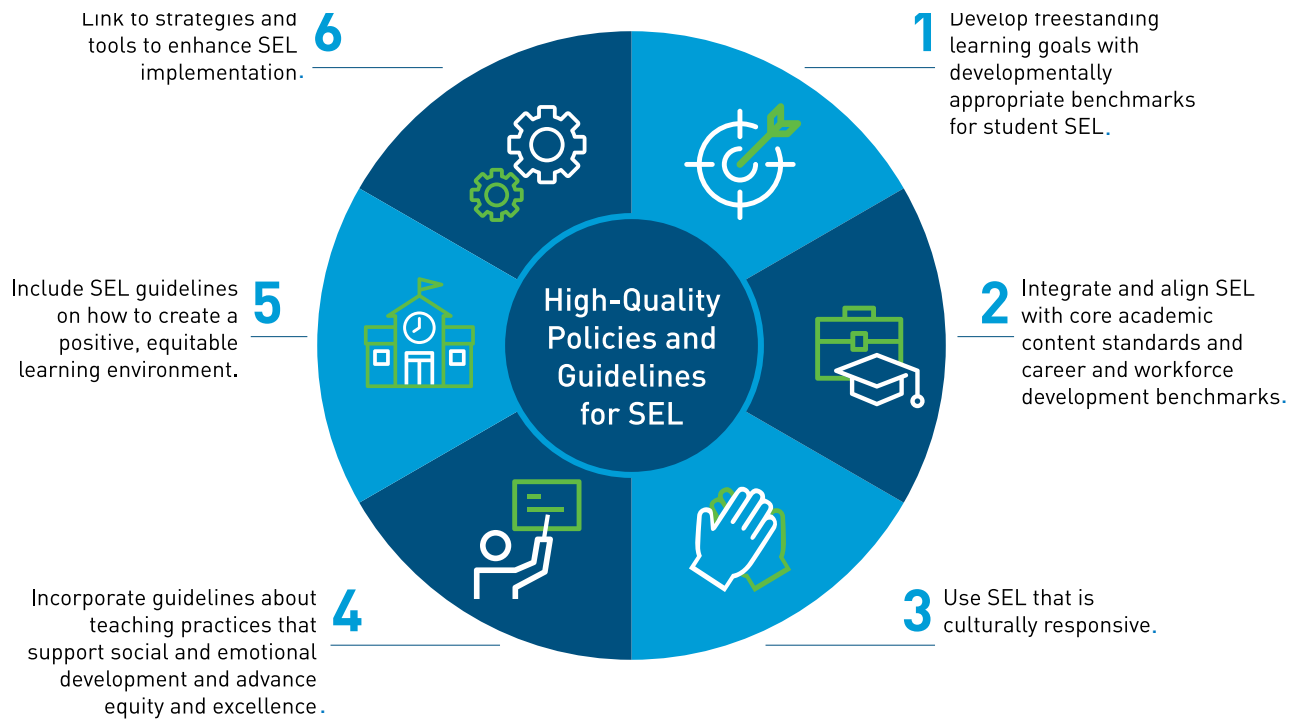 High-Quality
Policies and
Guidelines
for SEL
1
Develop freestanding
learning goals with
developmentally
appropriate benchmarks
for student SEL.
2
Integrate and align SEL
with core academic
content standards and
career and workforce
development benchmarks.
3
Use SEL that is
culturally responsive.
4
Incorporate guidelines about
teaching practices that
support social and emotional
development and advance
equity and excellence.
5
Include SEL guidelines
on how to create a
positive, equitable
learning environment.
6
Link to strategies and
tools to enhance SEL
implementation.